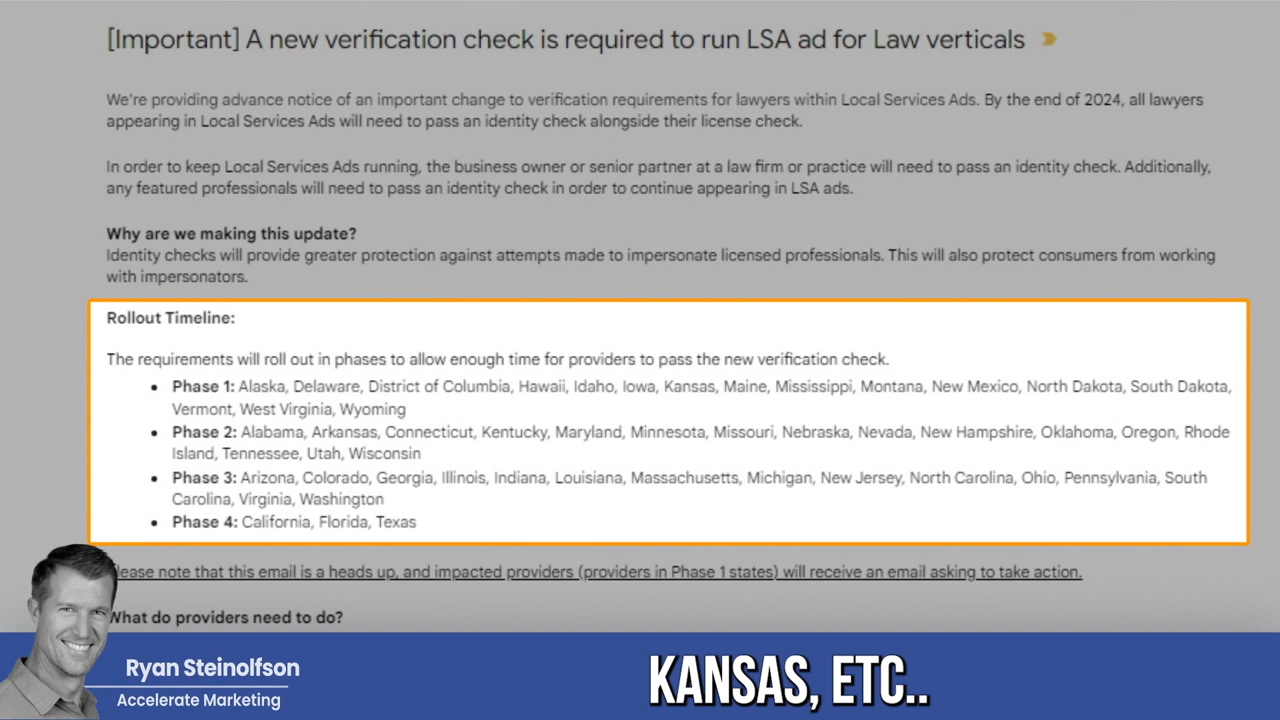 [Important] A new verification check is required to run LSA ad for Law verticals
We're providing advance notice of an important change to verification requirements for lawyers within Local Services Ads. By the end of 2024, all lawyers
appearing in Local Services Ads will need to pass an identity check alongside their license check.
In order to keep Local Services Ads running, the business owner or senior partner at a law firm or practice will need to pass an identity check. Additionally,
any featured professionals will need to pass an identity check in order to continue appearing in LSA ads.
Why are we making this update?
Identity checks will provide greater protection against attempts made to impersonate licensed professionals. This will also protect consumers from working
with impersonators.
Rollout Timeline:
The requirements will roll out in phases to allow enough time for providers to pass the new verification check.
• Phase 1: Alaska, Delaware, District of Columbia, Hawaii, Idaho, Iowa, Kansas, Maine, Mississippi, Montana, New Mexico, North Dakota, South Dakota,
Vermont, West Virginia, Wyoming
• Phase 2: Alabama, Arkansas, Connecticut, Kentucky, Maryland, Minnesota, Missouri, Nebraska, Nevada, New Hampshire, Oklahoma, Oregon, Rhode
Island, Tennessee, Utah, Wisconsin
• Phase 3: Arizona, Colorado, Georgia, Illinois, Indiana, Louisiana, Massachusetts, Michigan, New Jersey, North Carolina, Ohio, Pennsylvania, South
Carolina, Virginia, Washington
• Phase 4: California, Florida, Texas
lease note that this email is a heads up, and impacted providers (providers in Phase 1 states) will receive an email asking to take action.
What do providers need to do?
Ryan Steinolfson
Accelerate Marketing
KANSAS, ETC..